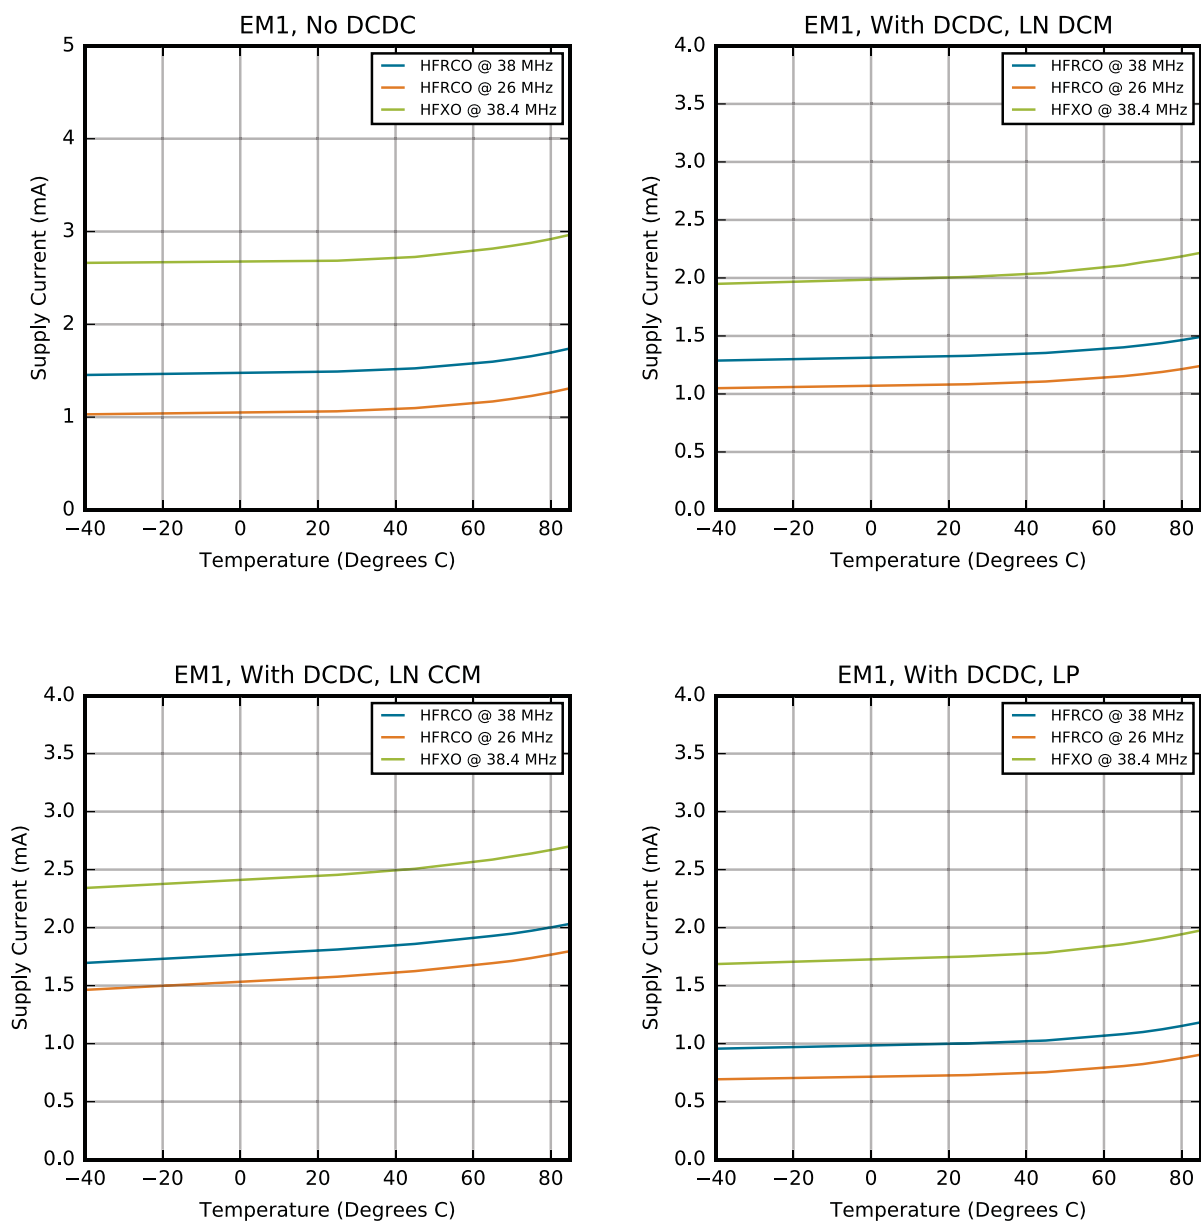 EM1, No DCDC
HFRCO @ 38 MHz
HFRCO @ 26 MHz
HFXO @ 38.4 MHz
5
4
3
2
1
0
Supply Current (mA)
−40 −20 0 20 40 60 80
Temperature (Degrees C)
EM1, With DCDC, LN DCM
HFRCO @ 38 MHz
HFRCO @ 26 MHz
HFXO @ 38.4 MHz
4.0
3.5
3.0
2.5
2.0
1.5
1.0
0.5
0.0
Supply Current (mA)
−40 −20 0 20 40 60 80
Temperature (Degrees C)
EM1, With DCDC, LN CCM
HFRCO @ 38 MHz
HFRCO @ 26 MHz
HFXO @ 38.4 MHz
4.0
3.5
3.0
2.5
2.0
1.5
1.0
0.5
0.0
Supply Current (mA)
−40 −20 0 20 40 60 80
Temperature (Degrees C)
EM1, With DCDC, LP
HFRCO @ 38 MHz
HFRCO @ 26 MHz
HFXO @ 38.4 MHz
4.0
3.5
3.0
2.5
2.0
1.5
1.0
0.5
0.0
Supply Current (mA)
−40 −20 0 20 40 60 80
Temperature (Degrees C)